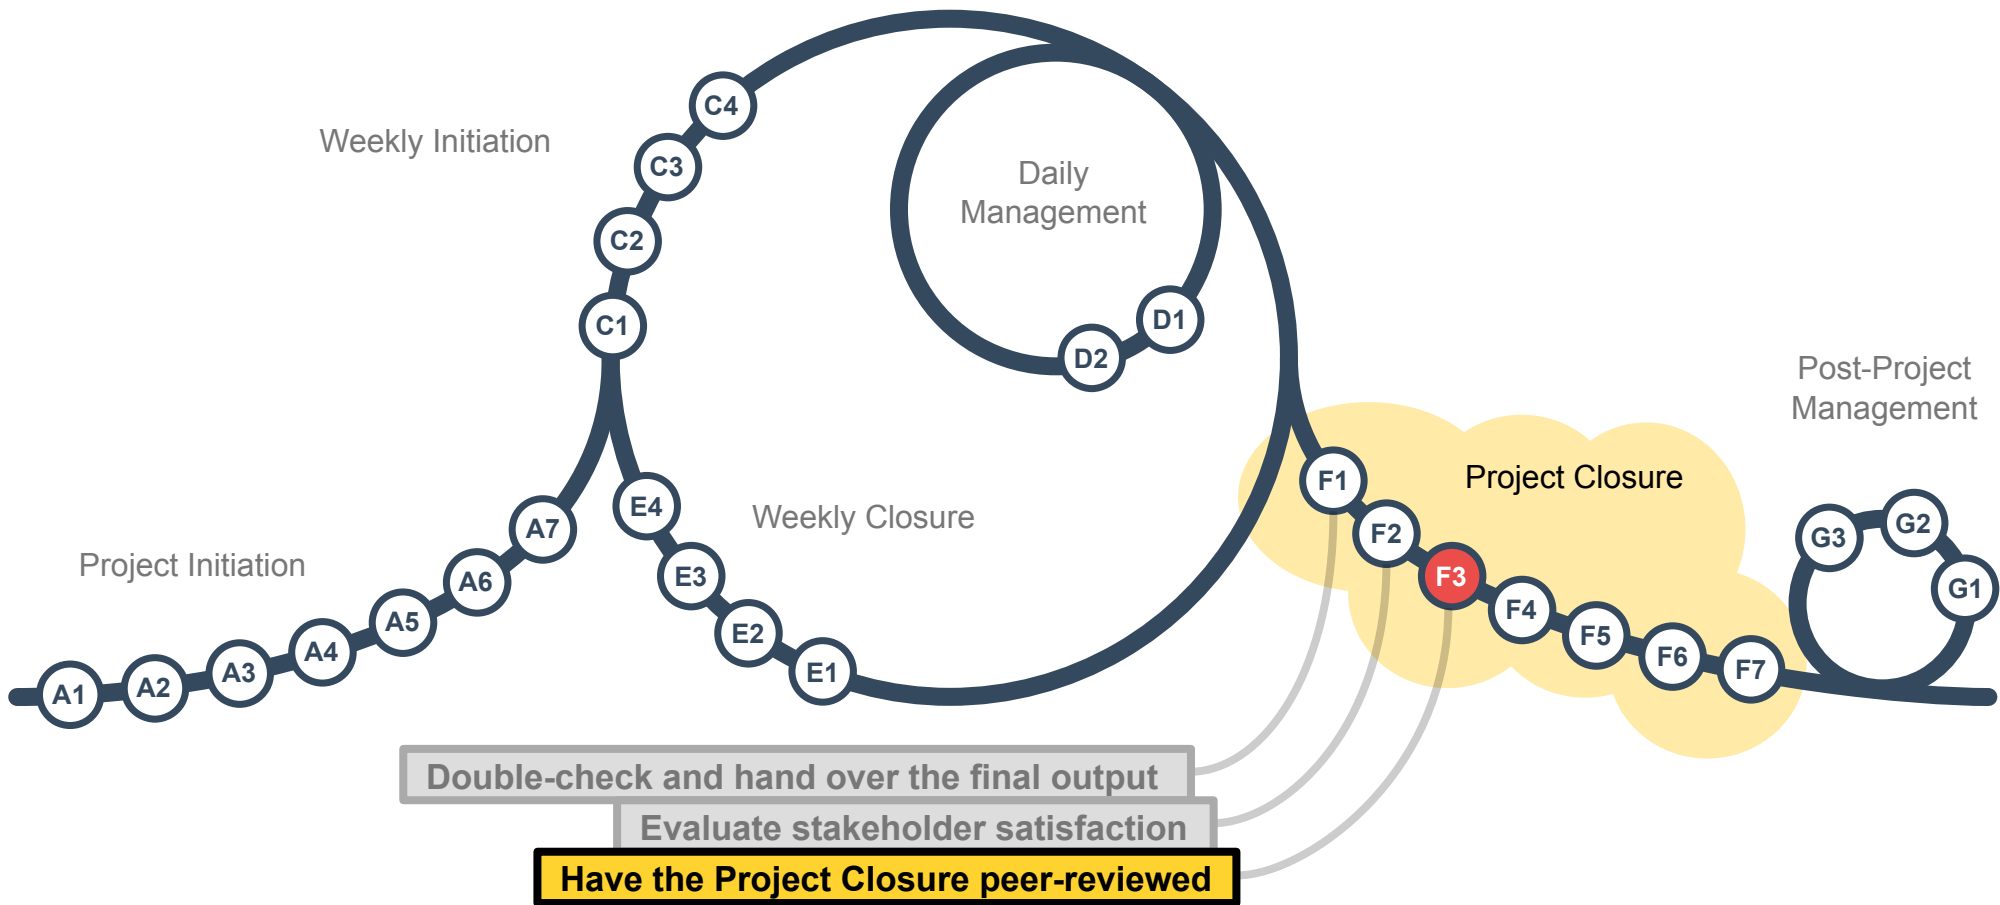 Weekly Initiation
C4
C3
C2
C1
Daily
Management
D1
D2
Post-Project
Management
Project Closure
Weekly Closure
Project Initiation
A1
A2
A3
A4
A5
A6
A7
E4
E3
E2
E1
F1
F2
F3
F4
F5
F6
F7
G3
G2
G1
Double-check and hand over the final output
Evaluate stakeholder satisfaction
Have the Project Closure peer-reviewed